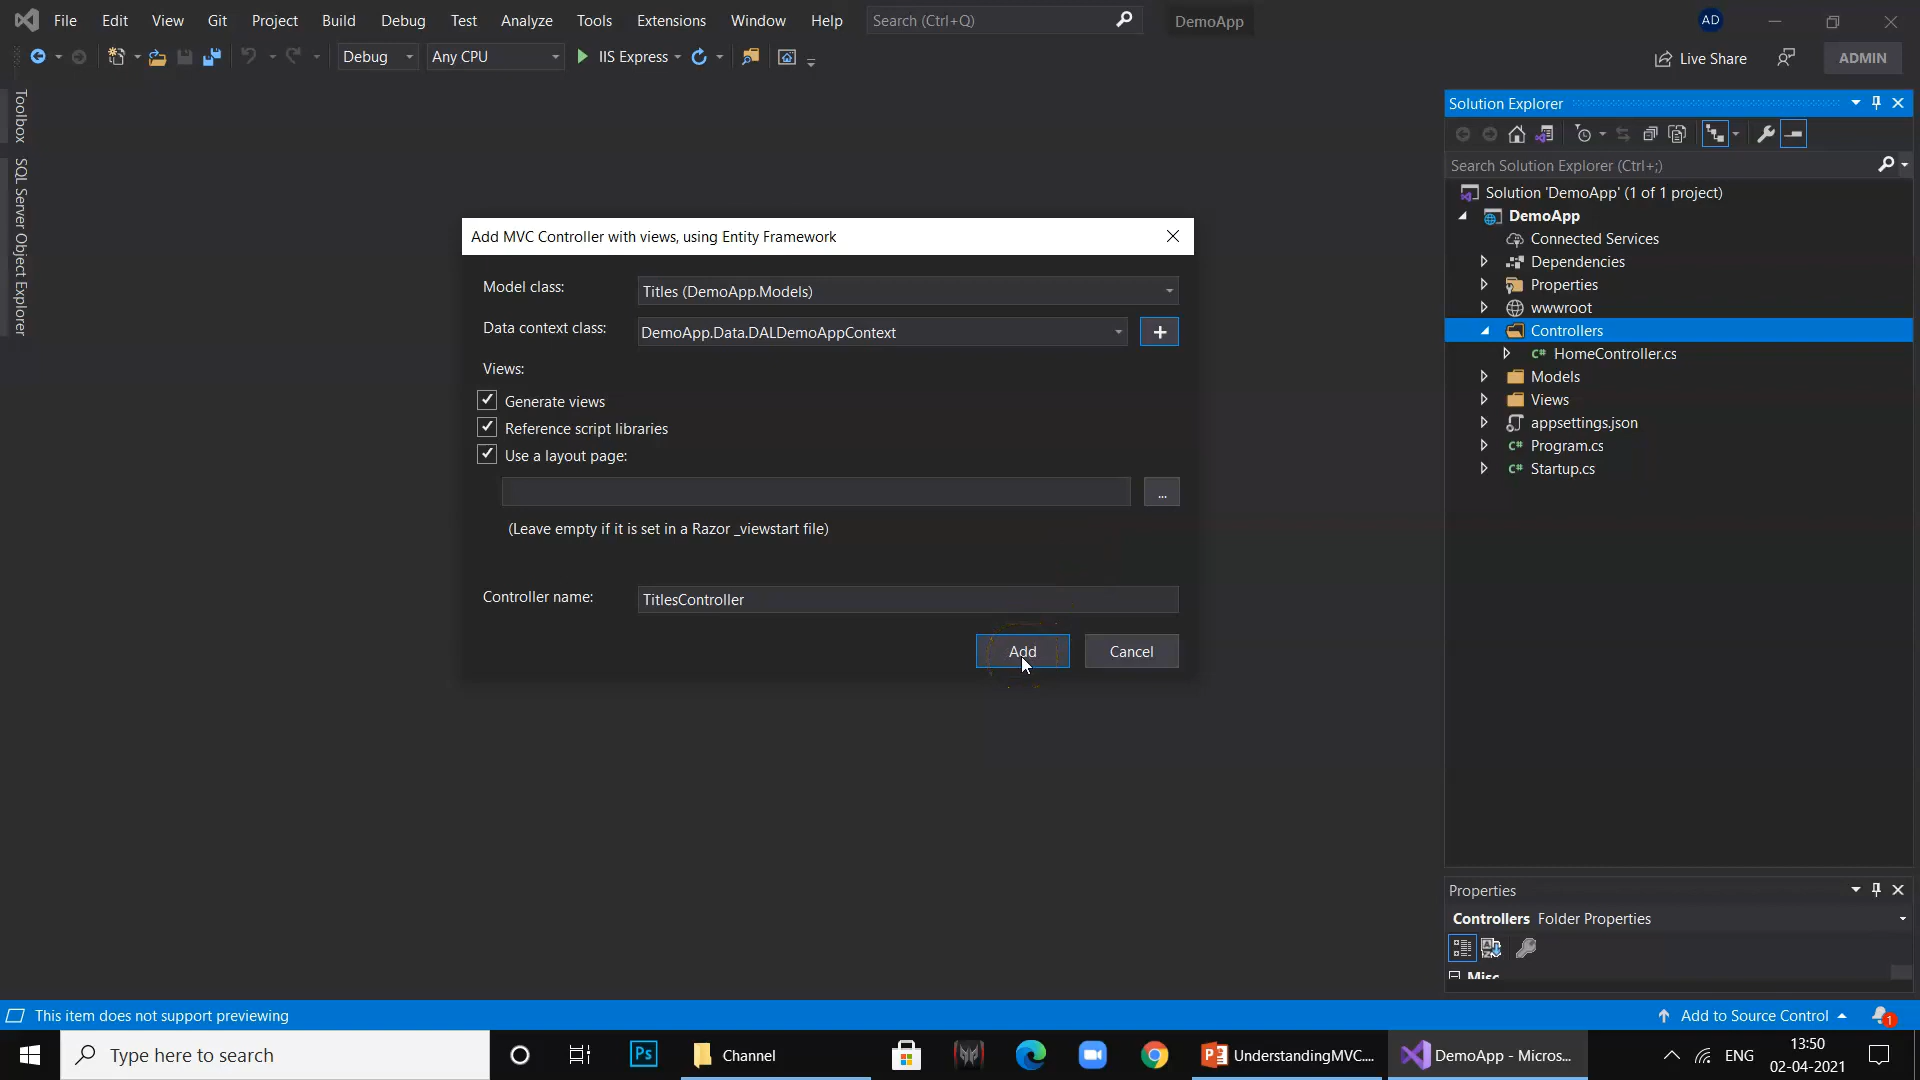 File Edit View Git Project Build Debug Test Analyze Tools Extensions Window Help Search (Ctrl+Q) DemoApp AD
Debug Any CPU IIS Express Live Share ADMIN
Toolbox
SQL Server Object Explorer
Add MVC Controller with views, using Entity Framework
Model class: Titles (DemoApp.Models)
Data context class: DemoApp.Data.DALDemoAppContext +
Views:
Generate views
Reference script libraries
Use a layout page:
...
(Leave empty if it is set in a Razor _viewstart file)
Controller name: TitlesController
Add Cancel
Solution Explorer
Search Solution Explorer (Ctrl+;)
Solution 'DemoApp' (1 of 1 project)
DemoApp
Connected Services
Dependencies
Properties
wwwroot
Controllers
C# HomeController.cs
Models
Views
appsettings.json
C# Program.cs
C# Startup.cs
Properties
Controllers Folder Properties
Misc
This item does not support previewing Add to Source Control 1
Type here to search Ps Channel UnderstandingMVC.... DemoApp - Micros... ENG 13:50
02-04-2021